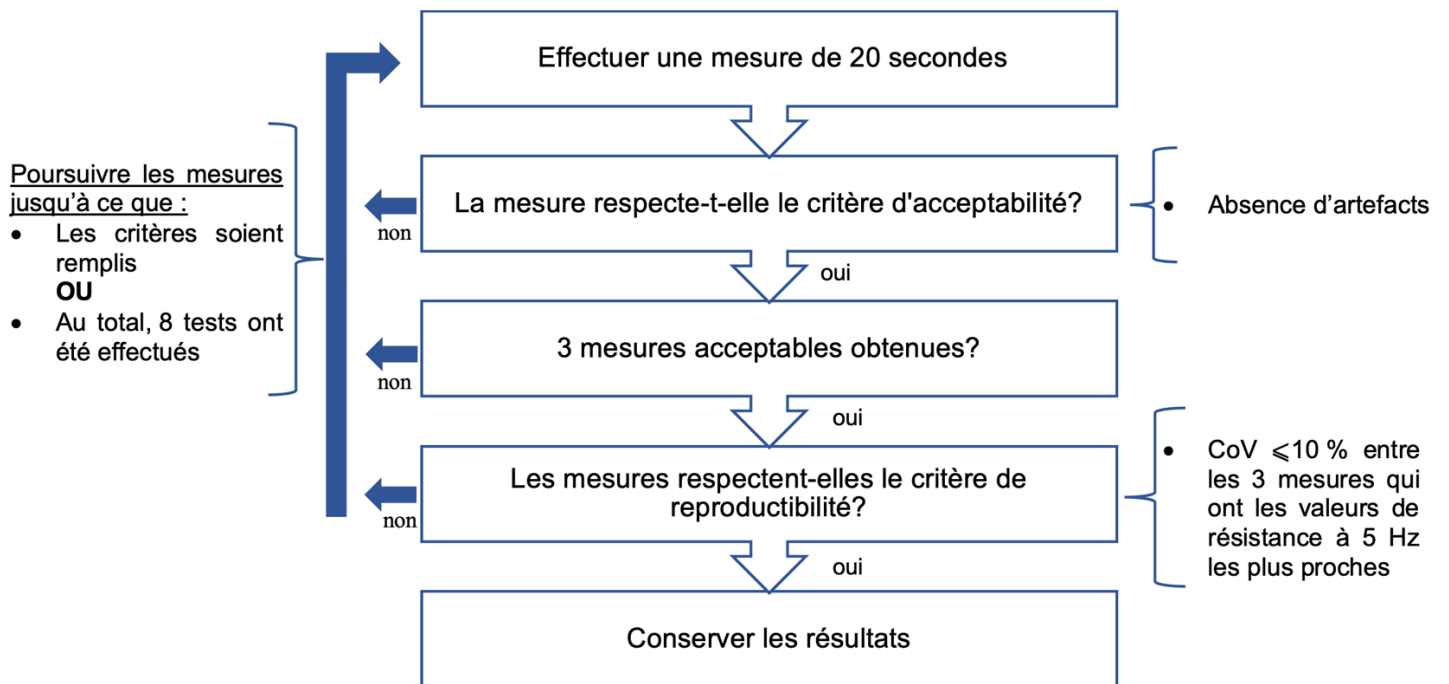 Effectuer une mesure de 20 secondes
Poursuivre les mesures
jusqu'à ce que :
• Les critères soient
remplis
OU
• Au total, 8 tests ont
été effectués
La mesure respecte-t-elle le critère d'acceptabilité?
non
• Absence d'artefacts
oui
3 mesures acceptables obtenues?
non
oui
Les mesures respectent-elles le critère de
reproductibilité?
non
• CoV ⩽10 % entre
les 3 mesures qui
ont les valeurs de
résistance à 5 Hz
les plus proches
oui
Conserver les résultats